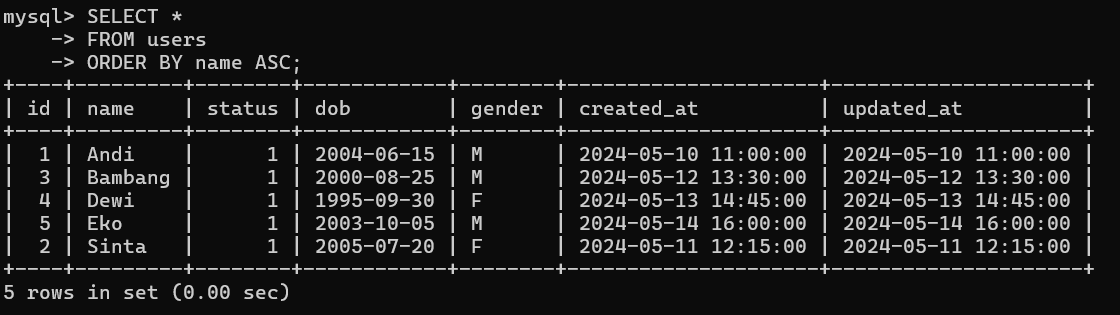 mysql> SELECT *
    -> FROM users
    -> ORDER BY name ASC;
+----+---------+--------+------------+--------+---------------------+---------------------+
| id | name    | status | dob        | gender | created_at          | updated_at          |
+----+---------+--------+------------+--------+---------------------+---------------------+
|  1 | Andi    |      1 | 2004-06-15 | M      | 2024-05-10 11:00:00 | 2024-05-10 11:00:00 |
|  3 | Bambang |      1 | 2000-08-25 | M      | 2024-05-12 13:30:00 | 2024-05-12 13:30:00 |
|  4 | Dewi    |      1 | 1995-09-30 | F      | 2024-05-13 14:45:00 | 2024-05-13 14:45:00 |
|  5 | Eko     |      1 | 2003-10-05 | M      | 2024-05-14 16:00:00 | 2024-05-14 16:00:00 |
|  2 | Sinta   |      1 | 2005-07-20 | F      | 2024-05-11 12:15:00 | 2024-05-11 12:15:00 |
+----+---------+--------+------------+--------+---------------------+---------------------+
5 rows in set (0.00 sec)